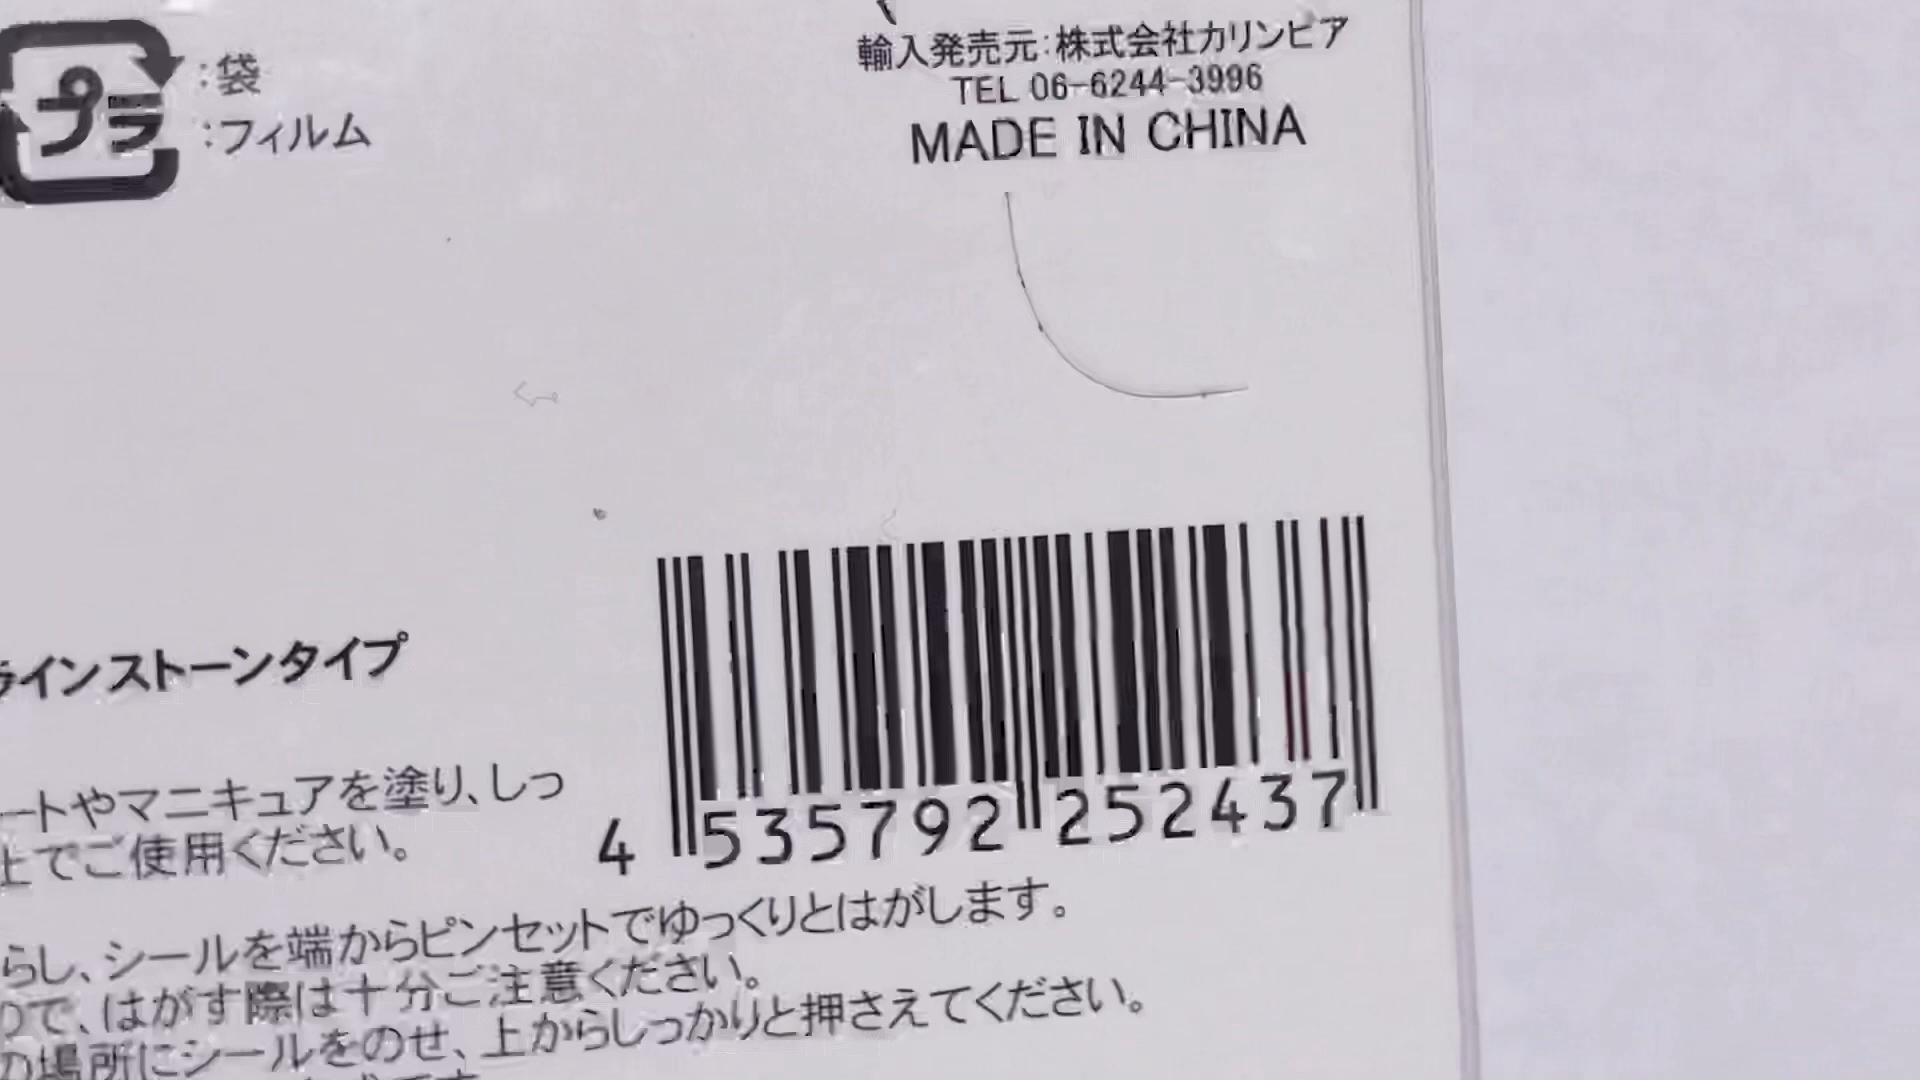 プラ :袋
:フィルム
輸入発売元:株式会社カリンピア
TEL 06-6244-3996
MADE IN CHINA
ラインストーンタイプ
ートやマニキュアを塗り、しっ
上でご使用ください。
4 535792 252437
らし、シールを端からピンセットでゆっくりとはがします。
ので、はがす際は十分ご注意ください。
の場所にシールをのせ、上からしっかりと押さえてください。